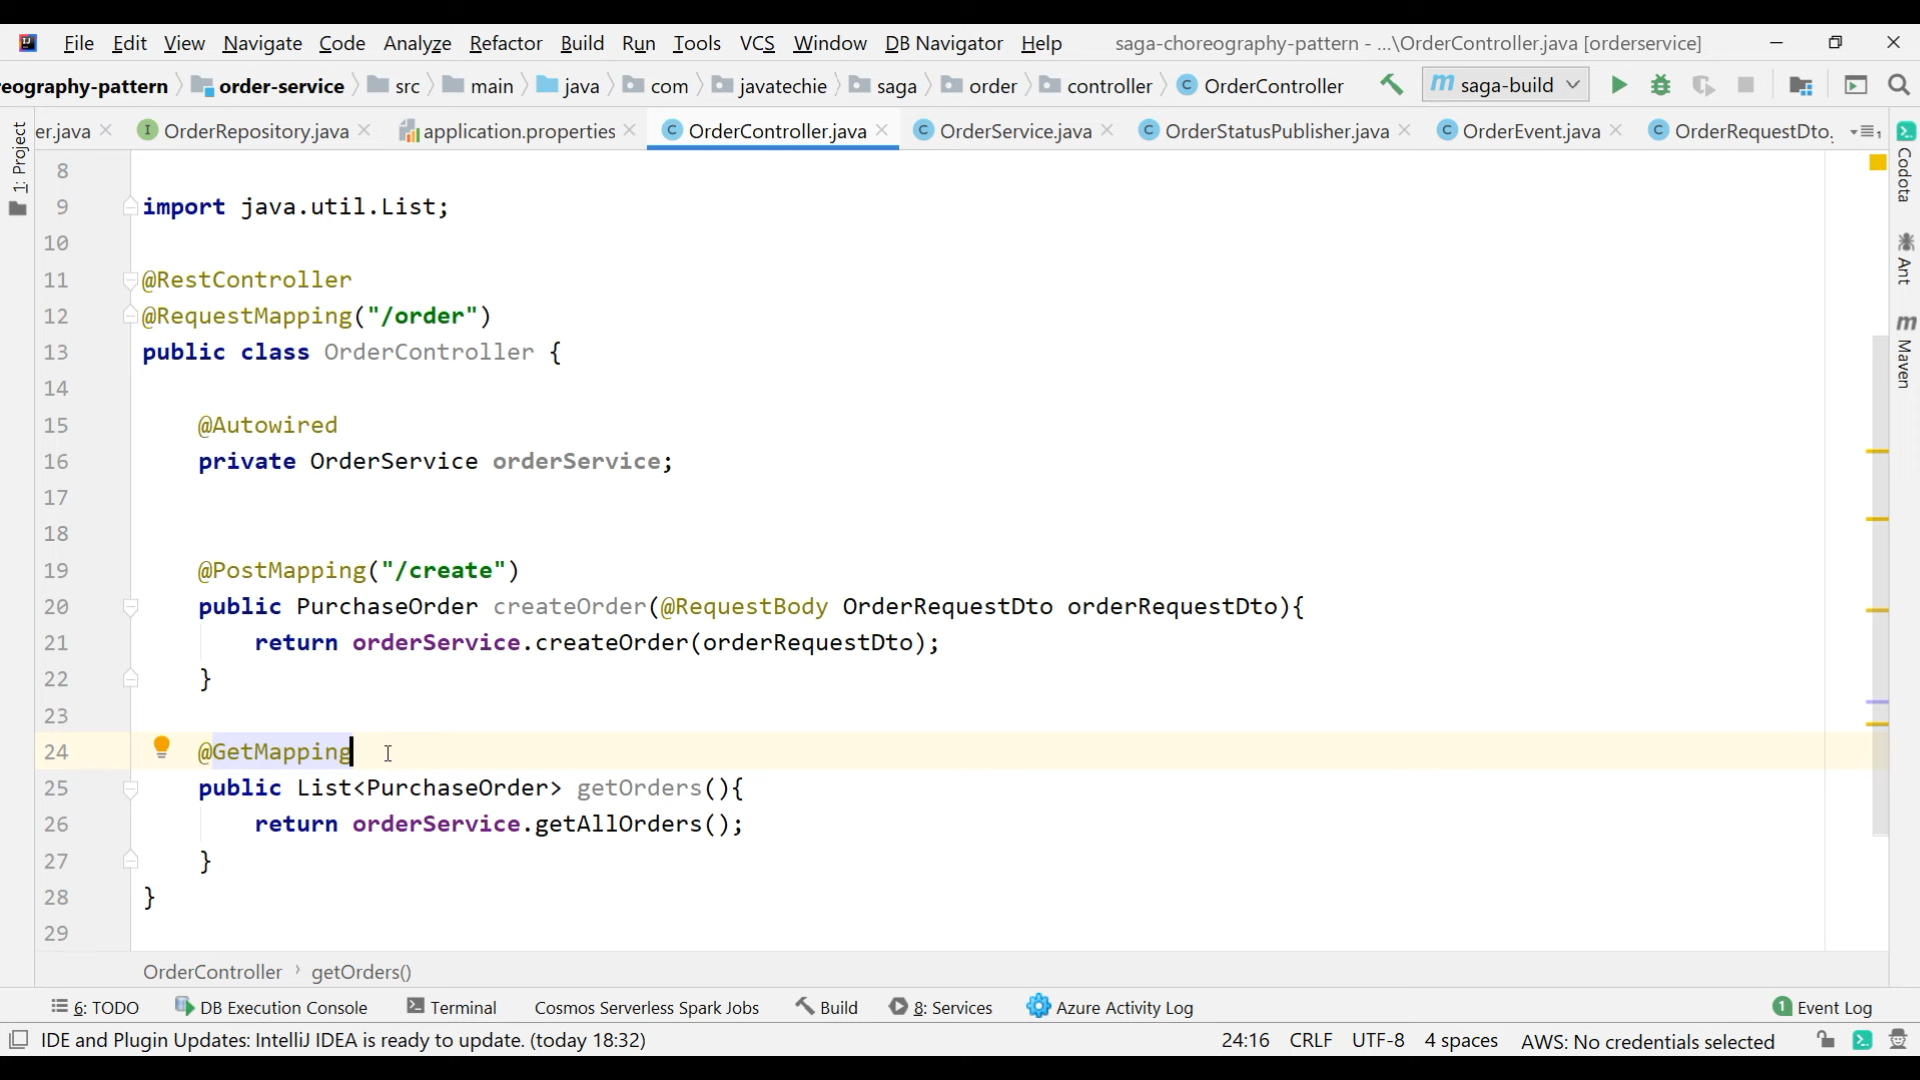 File Edit View Navigate Code Analyze Refactor Build Run Tools VCS Window DB Navigator Help saga-choreography-pattern - ...\OrderController.java [orderservice]
eography-pattern order-service src main java com javatechie saga order controller OrderController saga-build
er.java OrderRepository.java application.properties OrderController.java OrderService.java OrderStatusPublisher.java OrderEvent.java OrderRequestDto.
1: Project
Codota
Ant
Maven
8
9 import java.util.List;
10
11 @RestController
12 @RequestMapping("/order")
13 public class OrderController {
14
15 @Autowired
16 private OrderService orderService;
17
18
19 @PostMapping("/create")
20 public PurchaseOrder createOrder(@RequestBody OrderRequestDto orderRequestDto){
21 return orderService.createOrder(orderRequestDto);
22 }
23
24 @GetMapping
25 public List<PurchaseOrder> getOrders(){
26 return orderService.getAllOrders();
27 }
28 }
29
OrderController › getOrders()
6: TODO DB Execution Console Terminal Cosmos Serverless Spark Jobs Build 8: Services Azure Activity Log 1 Event Log
IDE and Plugin Updates: IntelliJ IDEA is ready to update. (today 18:32) 24:16 CRLF UTF-8 4 spaces AWS: No credentials selected